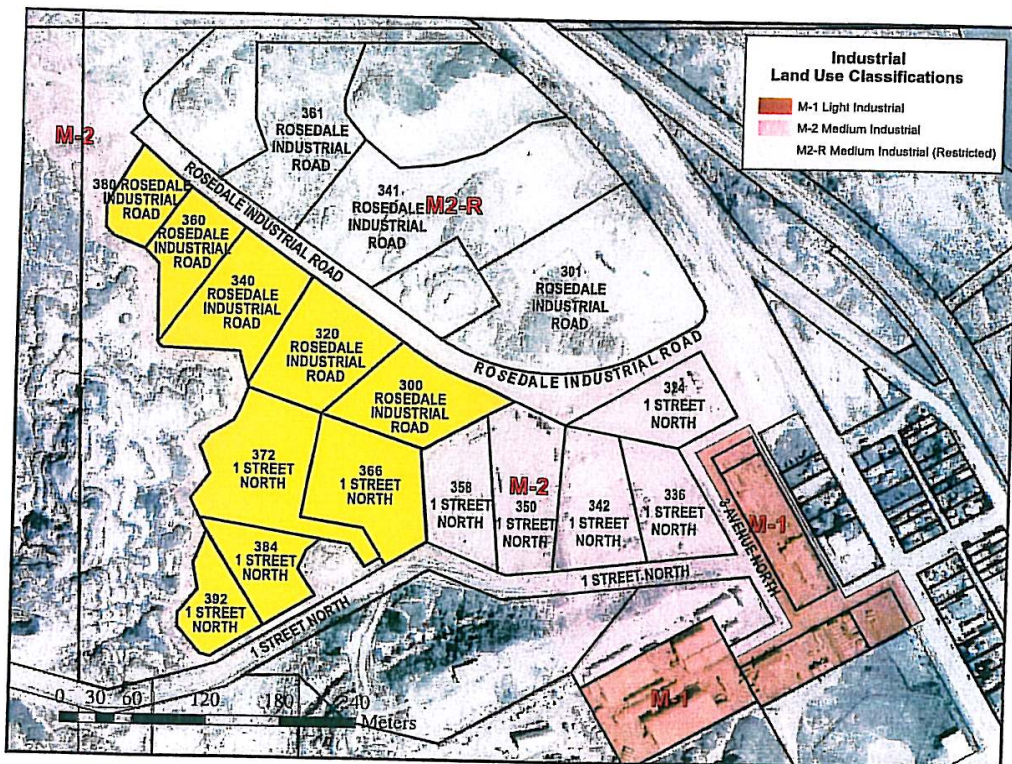 Industrial
Land Use Classifications
M-1 Light Industrial
M-2 Medium Industrial
M2-R Medium Industrial (Restricted)
M-2
361
ROSEDALE
INDUSTRIAL
ROAD
380 ROSEDALE
INDUSTRIAL
ROAD
ROSEDALE INDUSTRIAL ROAD
341
ROSEDALE
INDUSTRIAL
ROAD
M2-R
360
ROSEDALE
INDUSTRIAL
ROAD
340
ROSEDALE
INDUSTRIAL
ROAD
301
ROSEDALE
INDUSTRIAL
ROAD
320
ROSEDALE
INDUSTRIAL
ROAD
ROSEDALE INDUSTRIAL ROAD
300
ROSEDALE
INDUSTRIAL
ROAD
324
1 STREET
NORTH
372
1 STREET
NORTH
366
1 STREET
NORTH
358
1 STREET
NORTH
M-2
350
1 STREET
NORTH
342
1 STREET
NORTH
336
1 STREET
NORTH
3 AVENUE NORTH
M-1
384
1 STREET
NORTH
392
1 STREET
NORTH
1 STREET NORTH
1 STREET NORTH
M-1
0 30 60 120 180 240
Meters